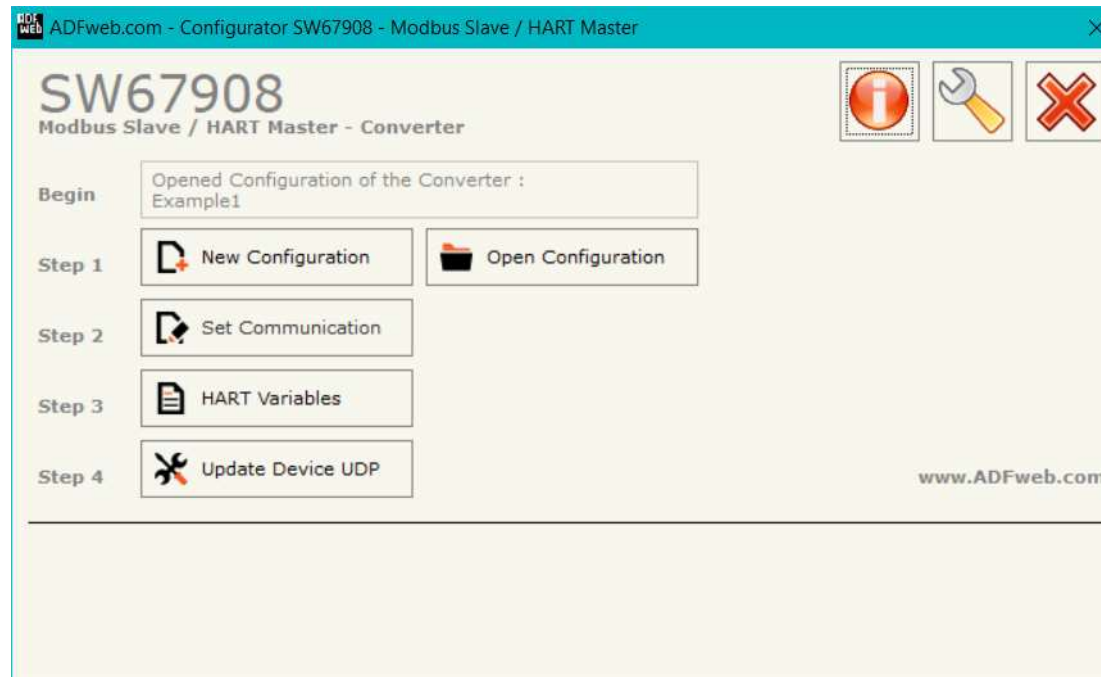 ADF
WEB
ADFweb.com - Configurator SW67908 - Modbus Slave / HART Master
SW67908
Modbus Slave / HART Master - Converter
Begin
Opened Configuration of the Converter :
Example1
Step 1
New Configuration
Open Configuration
Step 2
Set Communication
Step 3
HART Variables
Step 4
Update Device UDP
www.ADFweb.com